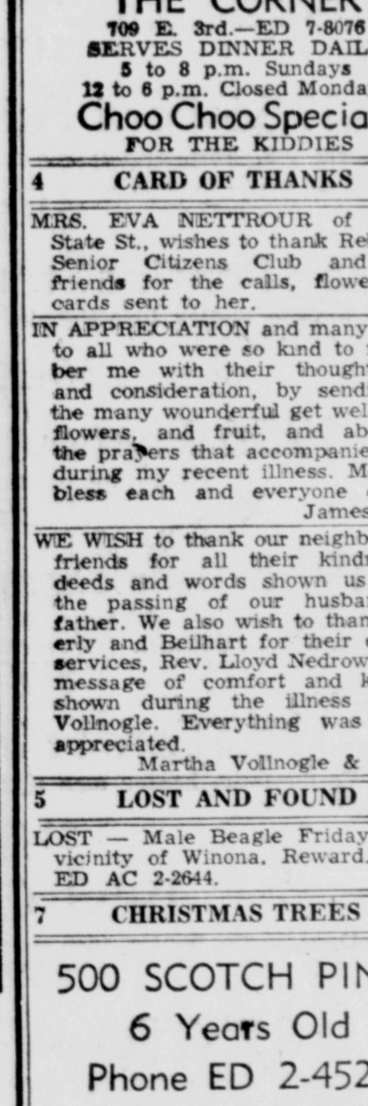 THE CORNER
709 E. 3rd.—ED 7-8076
SERVES DINNER DAIL
5 to 8 p.m. Sundays
12 to 6 p.m. Closed Monda
Choo Choo Specia
FOR THE KIDDIES
4 CARD OF THANKS
MRS. EVA NETTROUR of
State St., wishes to thank Re
Senior Citizens Club and
friends for the calls, flowe
cards sent to her.
IN APPRECIATION and many
to all who were so kind to
ber me with their though
and consideration, by send
the many wounderful get wel
flowers, and fruit, and ab
the prayers that accompanie
during my recent illness. M
bless each and everyone
James
WE WISH to thank our neighb
friends for all their kind
deeds and words shown us
the passing of our husba
father. We also wish to than
erly and Beilhart for their
services, Rev. Lloyd Nedrow
message of comfort and k
shown during the illness
Vollnogle. Everything was
appreciated.
Martha Vollnogle &
5 LOST AND FOUND
LOST — Male Beagle Friday
vicinity of Winona. Reward.
ED AC 2-2644.
7 CHRISTMAS TREES
500 SCOTCH PIN
6 Years Old
Phone ED 2-452